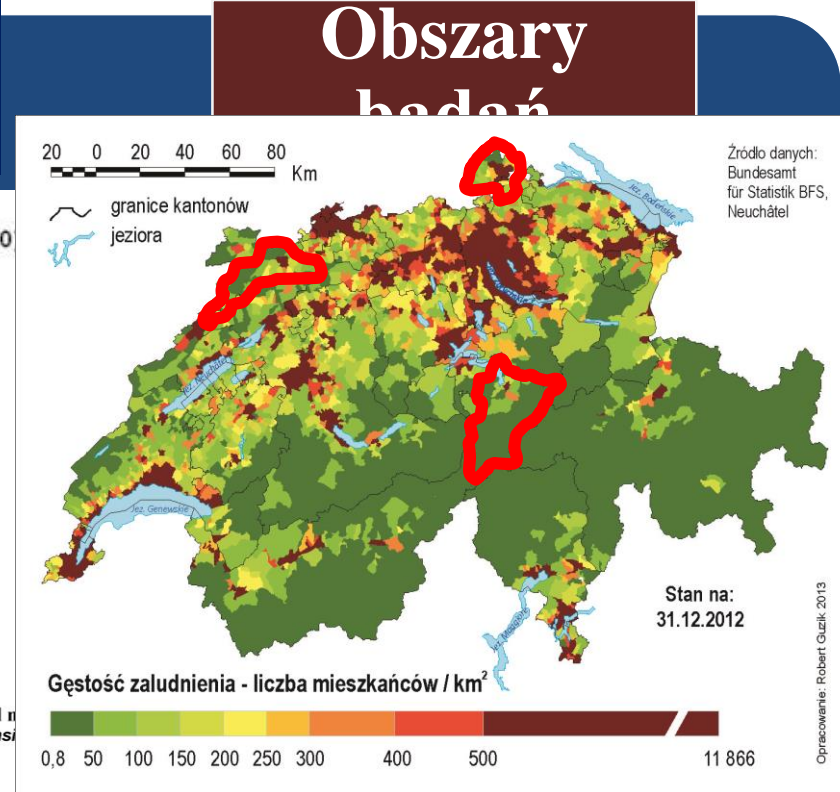 Obszary
badań
20 0 20 40 60 80
Km
granice kantonów
jeziora
Źródło danych:
Bundesamt
für Statistik BFS,
Neuchâtel
Jez. Bodeńskie
Jez. Genewskie
Stan na:
31.12.2012
Gęstość zaludnienia - liczba mieszkańców / km²
0,8 50 100 150 200 250 300 400 500 11 866
Opracowanie: Robert Guzik 2013